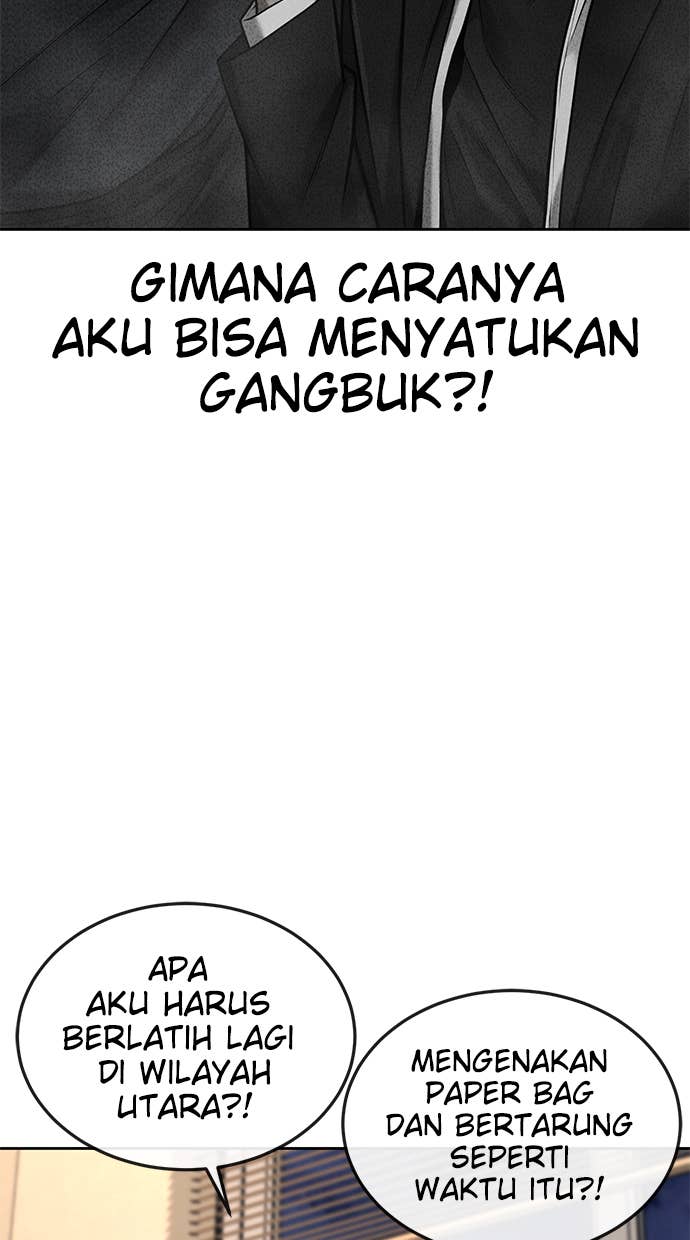 GIMANA CARANYA
AKU BISA MENYATUKAN
GANGBUK?!
APA
AKU HARUS
BERLATIH LAGI
DI WILAYAH
UTARA?!
MENGENAKAN
PAPER BAG
DAN BERTARUNG
SEPERTI
WAKTU ITU?!